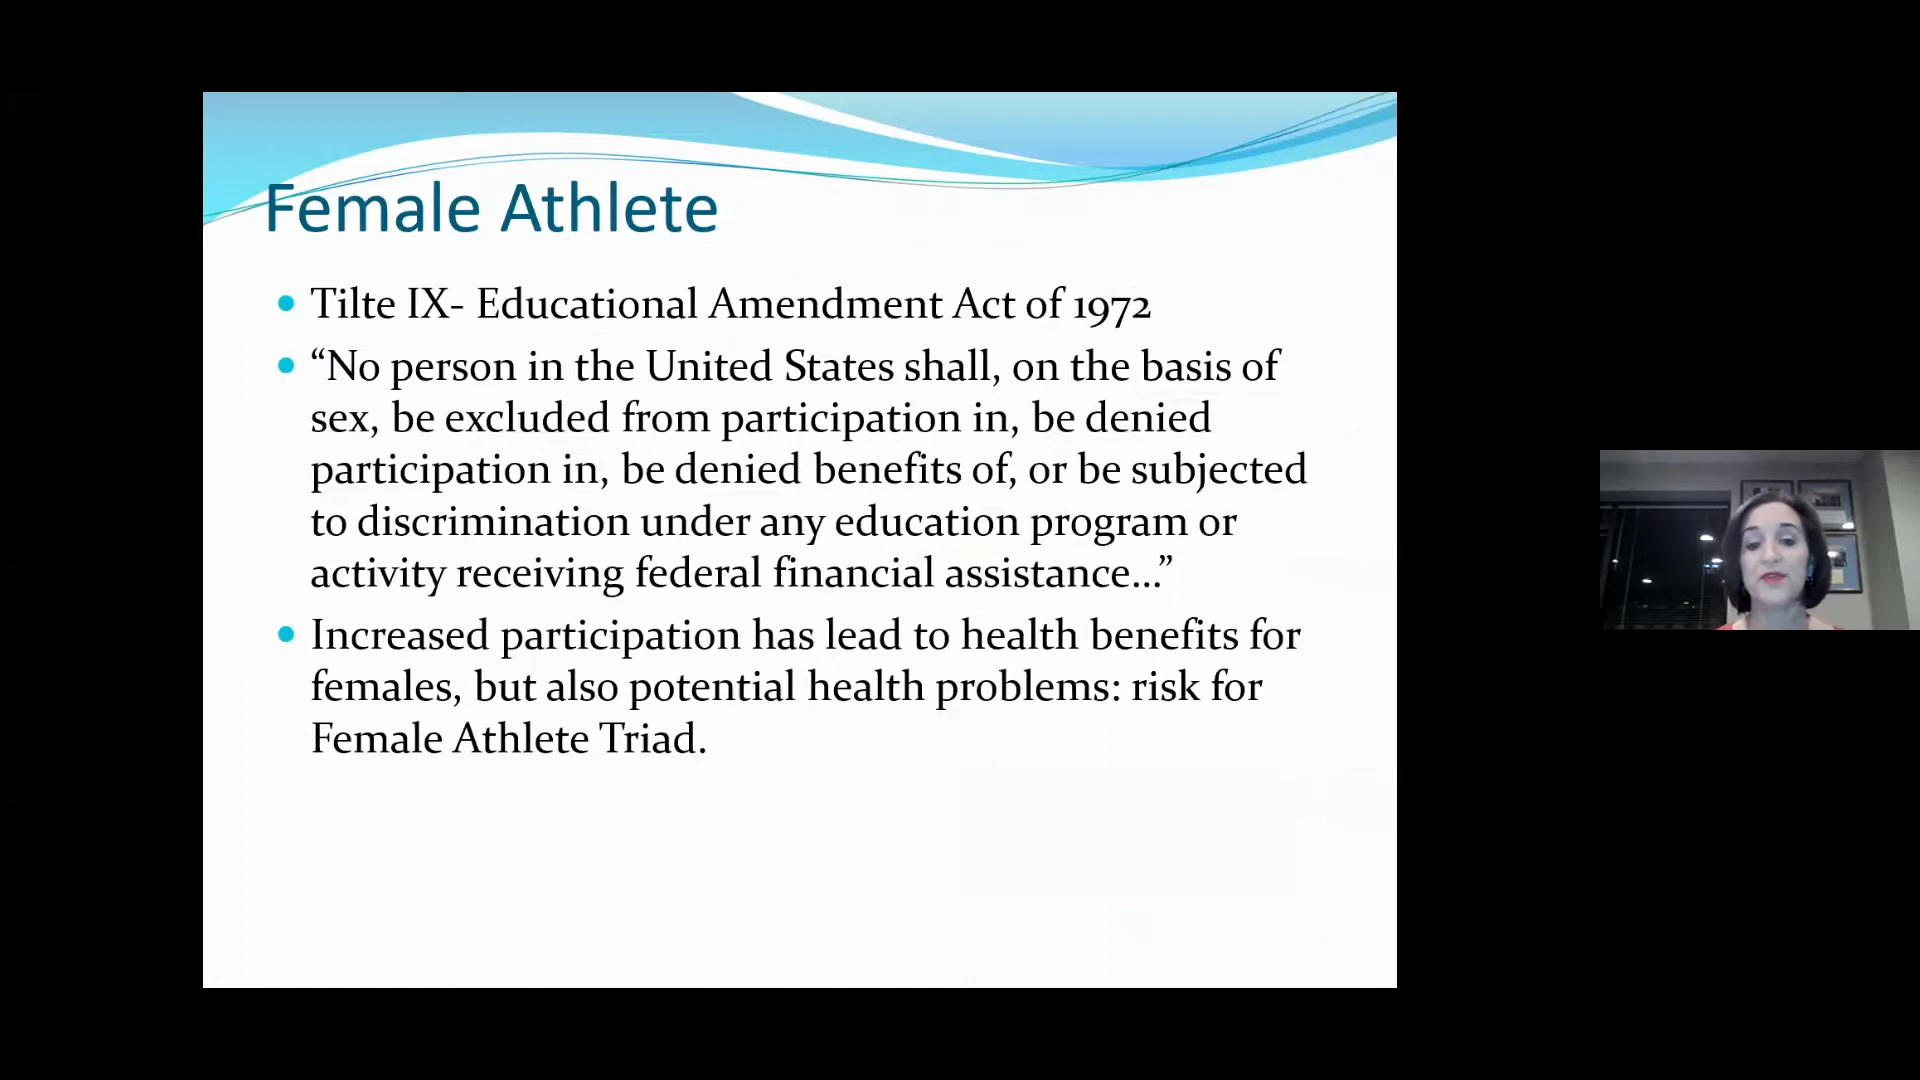 Female Athlete
Tilte IX- Educational Amendment Act of 1972
“No person in the United States shall, on the basis of
sex, be excluded from participation in, be denied
participation in, be denied benefits of, or be subjected
to discrimination under any education program or
activity receiving federal financial assistance…”
Increased participation has lead to health benefits for
females, but also potential health problems: risk for
Female Athlete Triad.